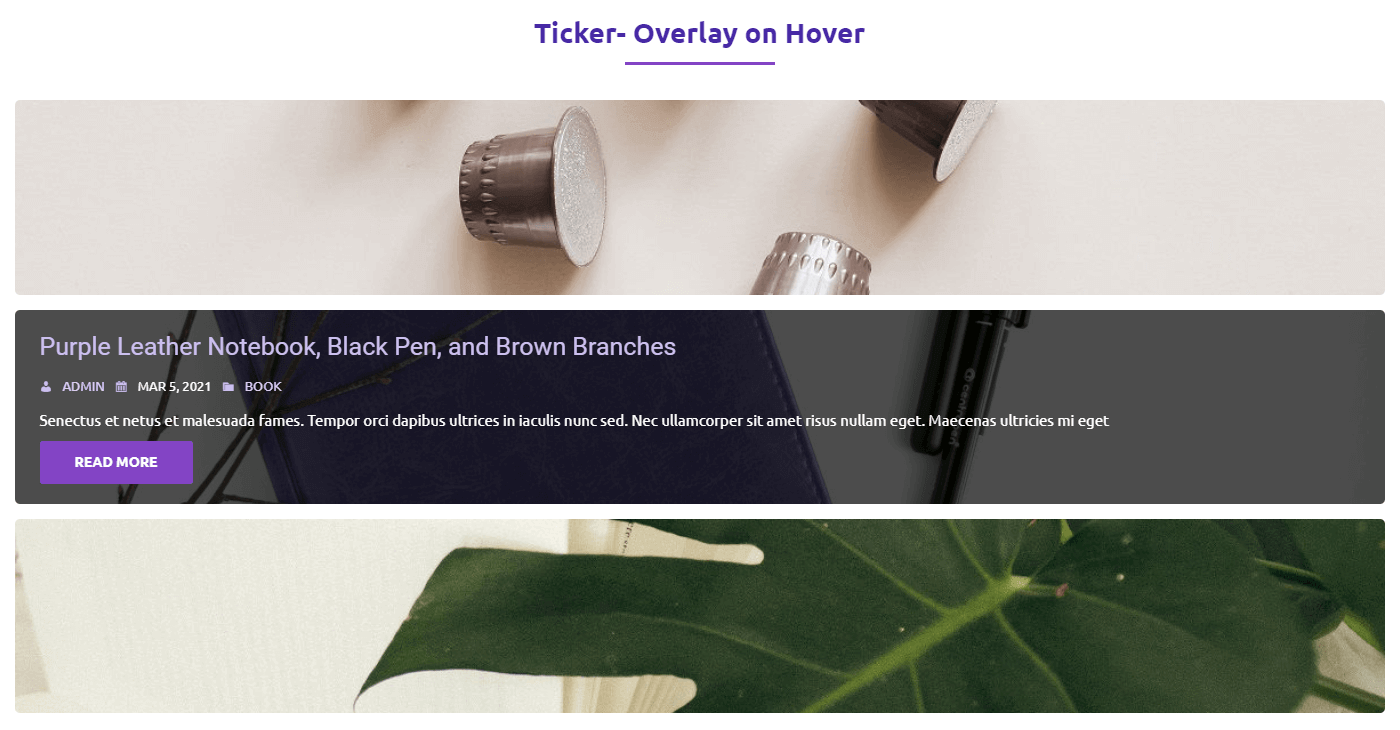 Ticker- Overlay on Hover
Purple Leather Notebook, Black Pen, and Brown Branches
ADMIN MAR 5, 2021 BOOK
Senectus et netus et malesuada fames. Tempor orci dapibus ultrices in iaculis nunc sed. Nec ullamcorper sit amet risus nullam eget. Maecenas ultricies mi eget
READ MORE